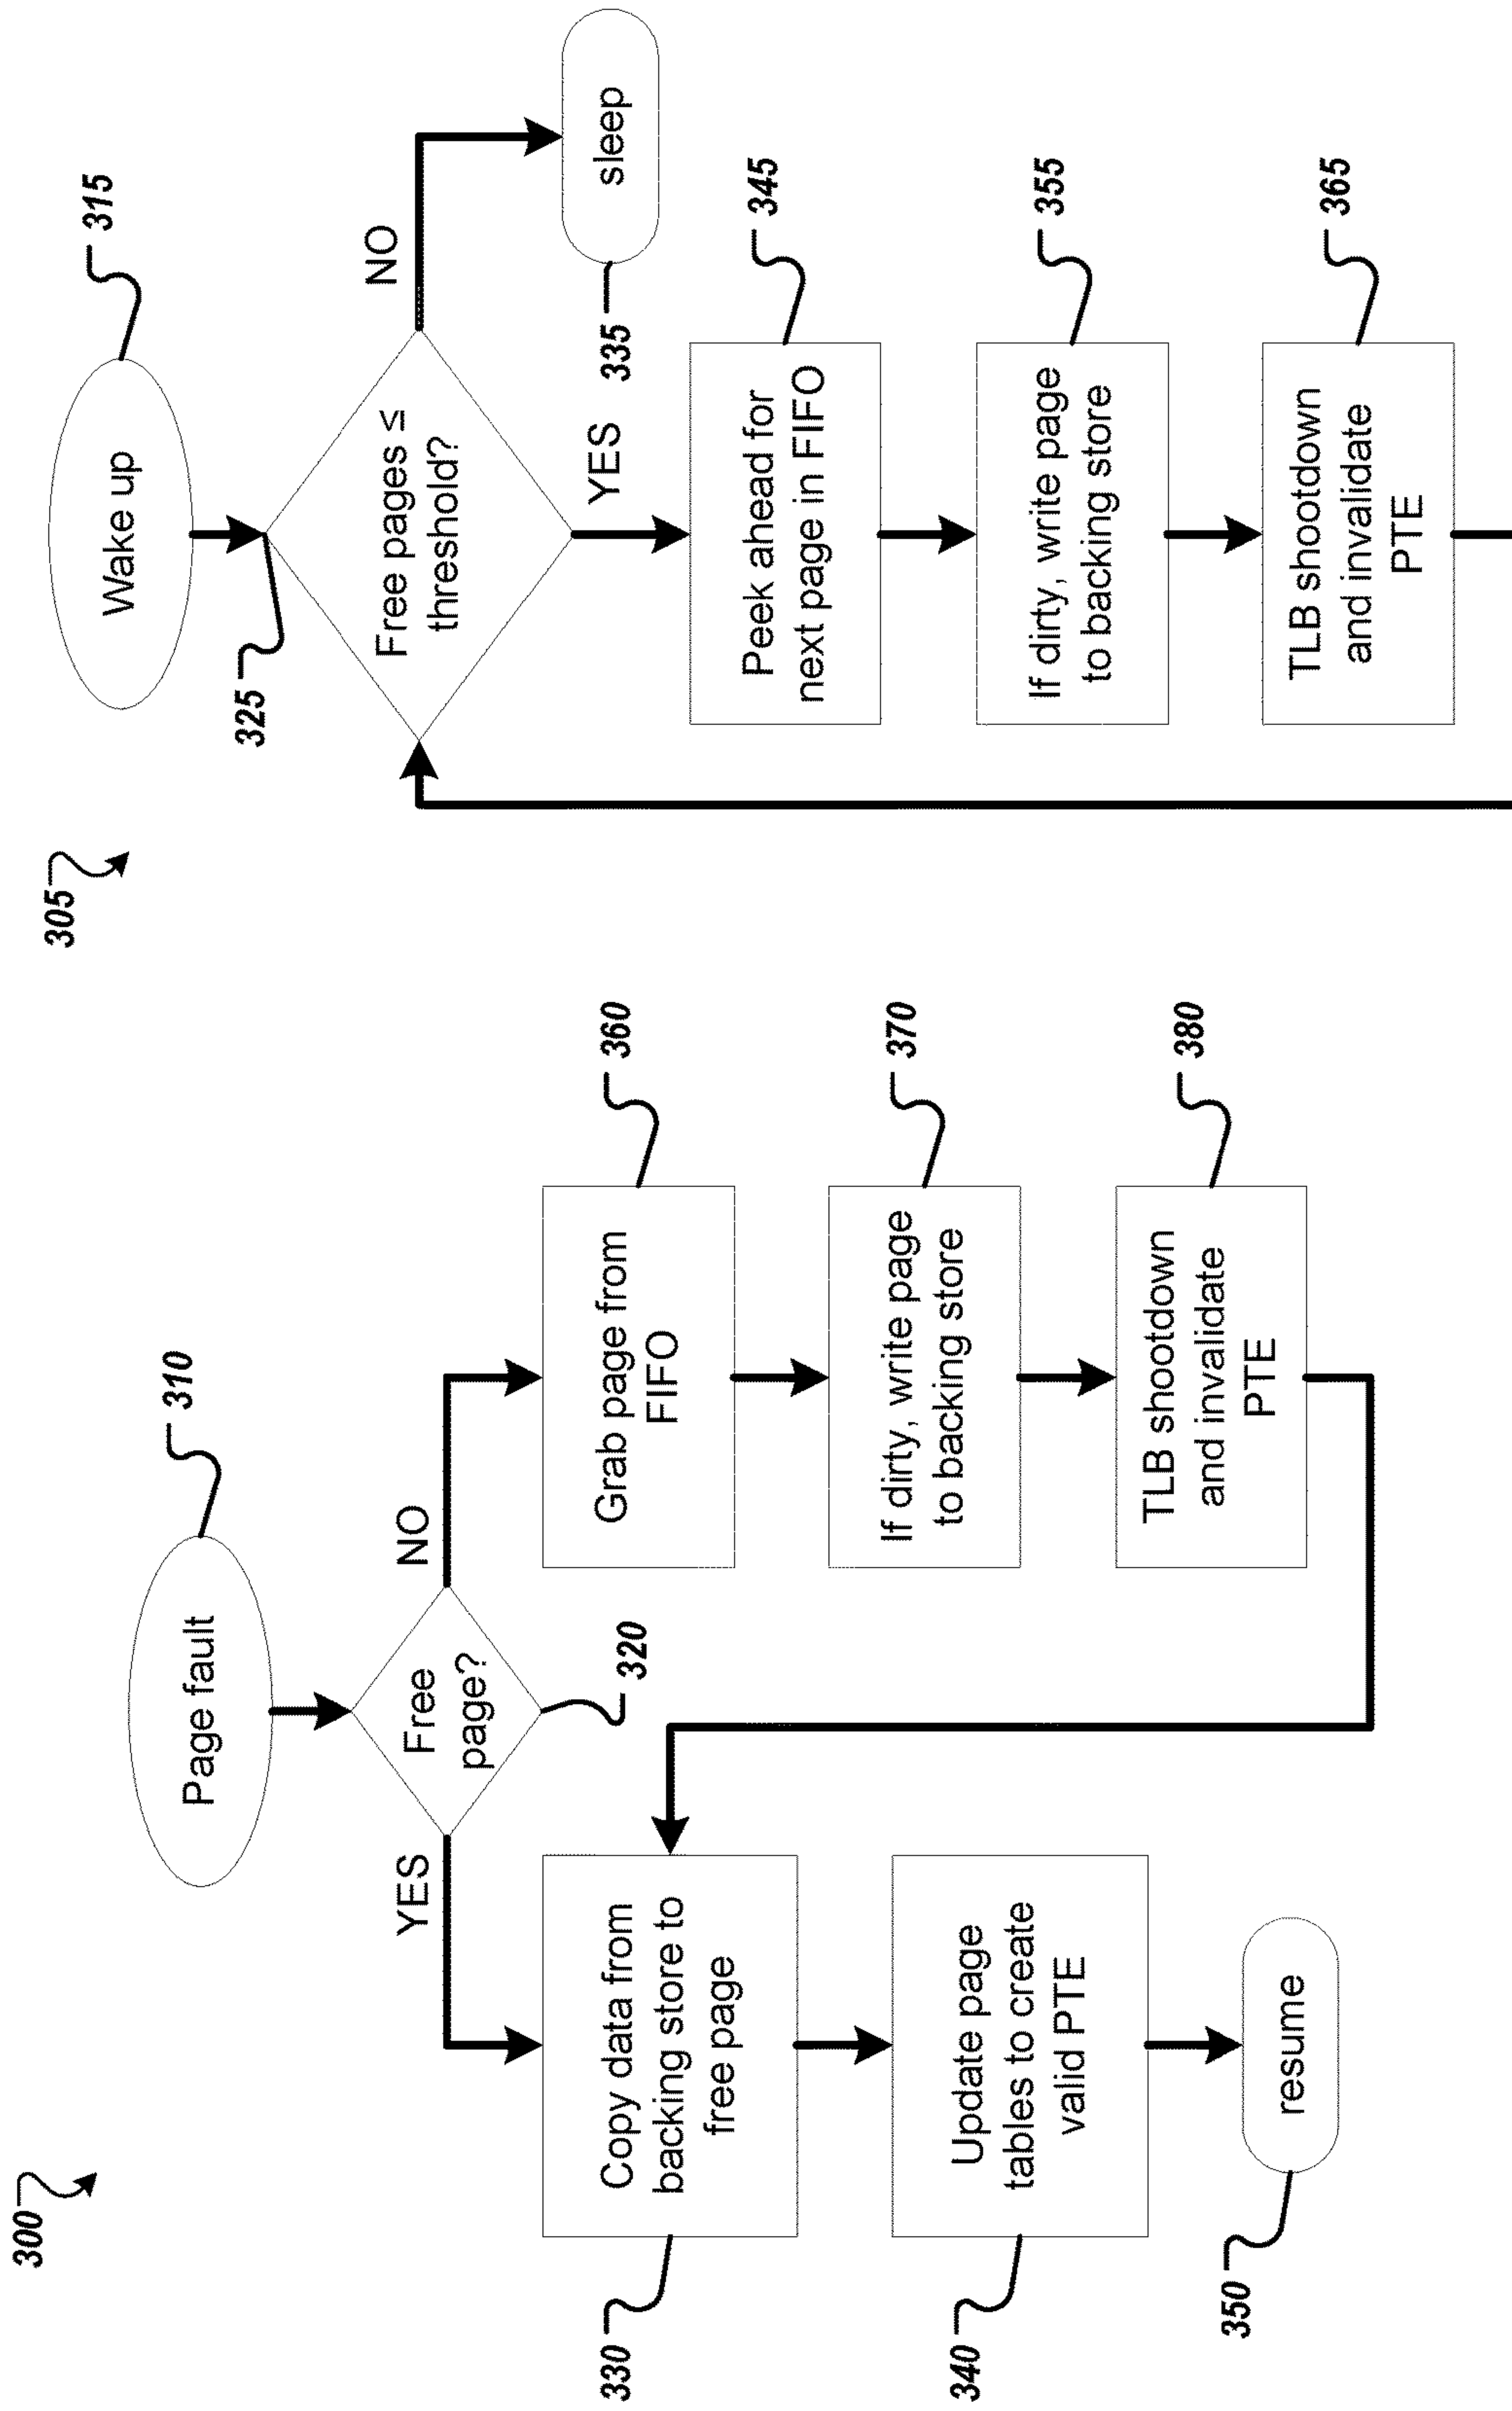 300
Page fault
310
Free
page?
320
YES
NO
Copy data from
backing store to
free page
330
Update page
tables to create
valid PTE
340
resume
350
Grab page from
FIFO
360
If dirty, write page
to backing store
370
TLB shootdown
and invalidate
PTE
380
305
Wake up
315
325
Free pages ≤
threshold?
NO
sleep
335
YES
Peek ahead for
next page in FIFO
345
If dirty, write page
to backing store
355
TLB shootdown
and invalidate
PTE
365